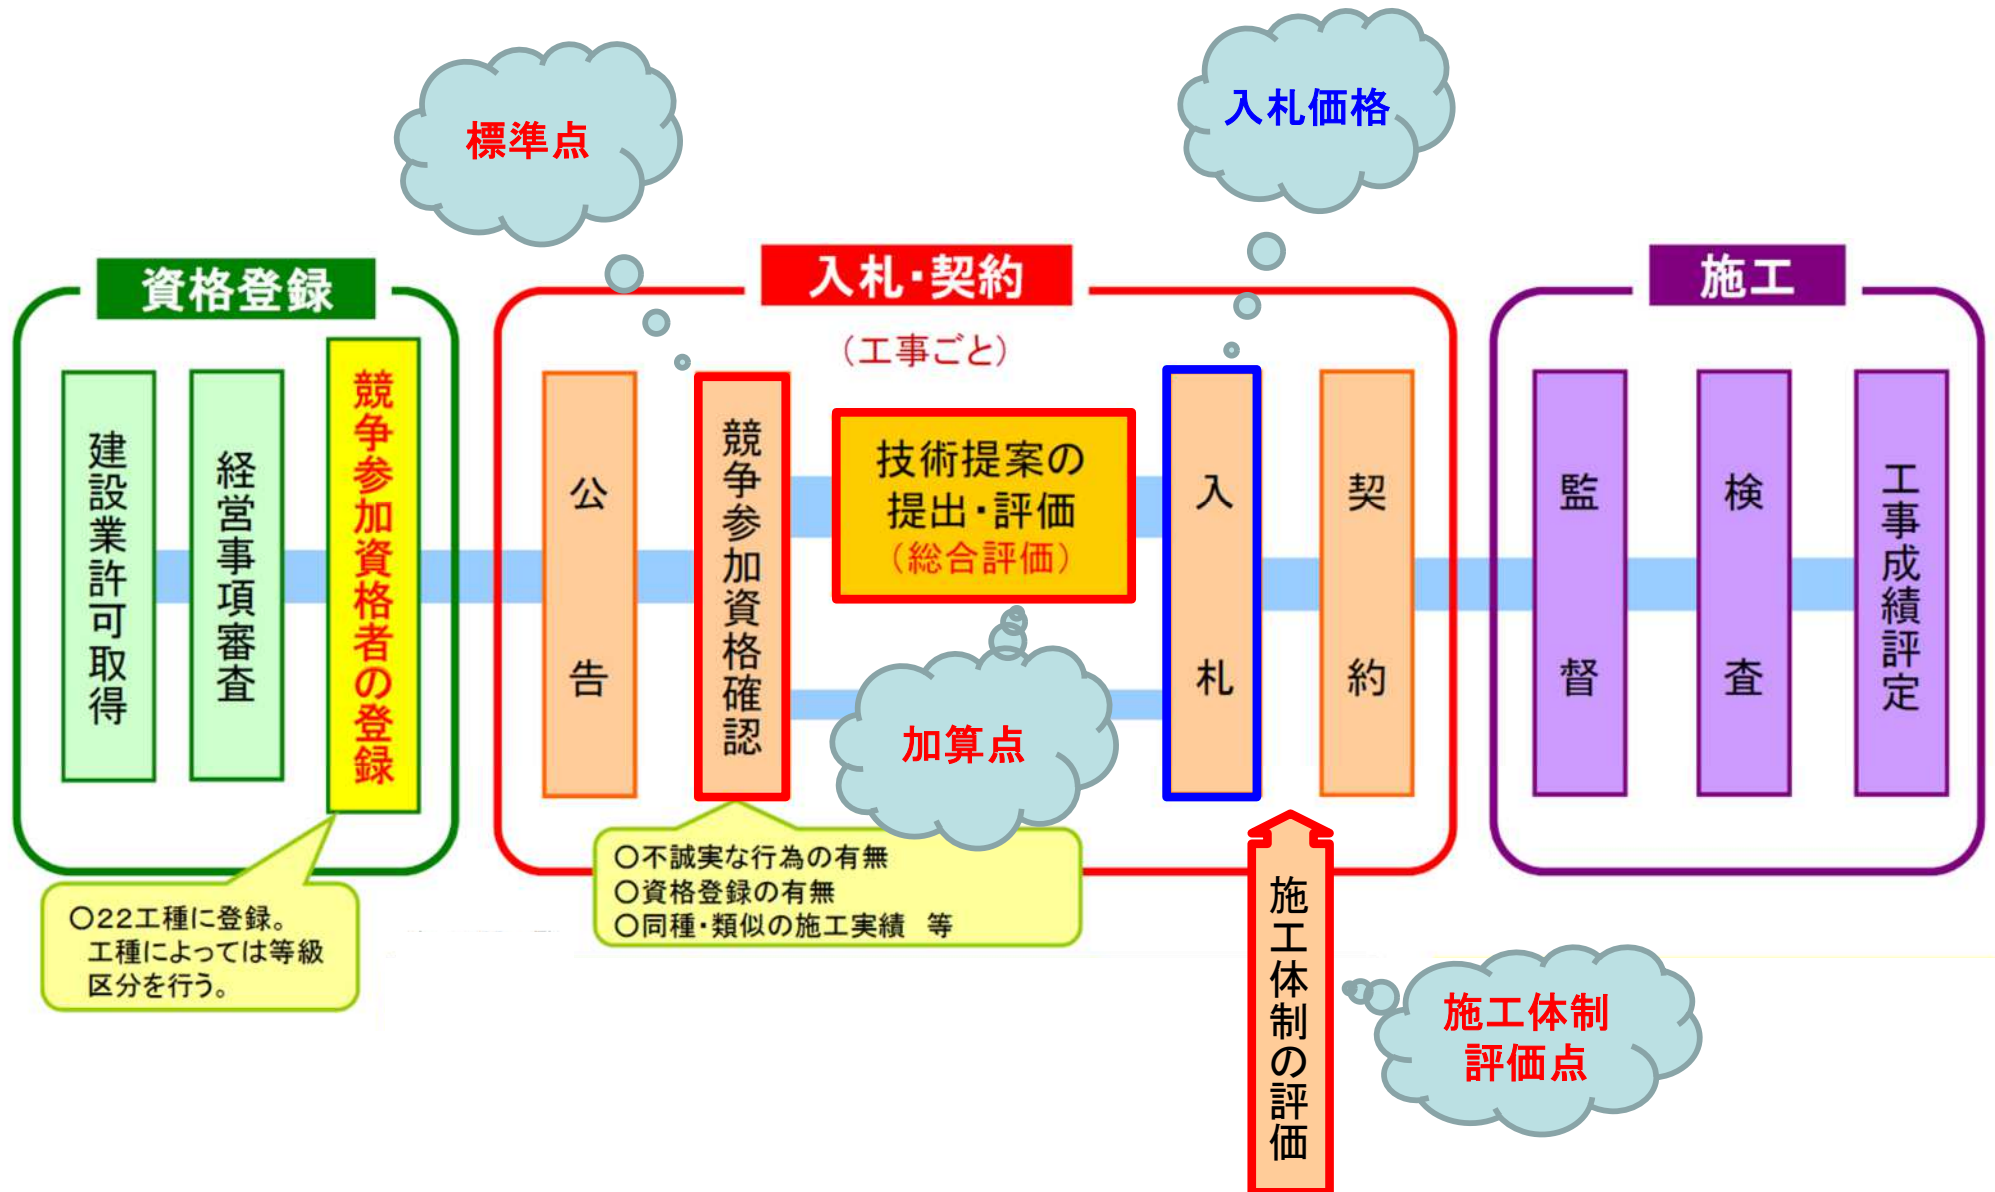 標準点
入札価格
資格登録
入札・契約
施工
（工事ごと）
建設業許可取得
経営事項審査
競争参加資格者の登録
公告
競争参加資格確認
技術提案の
提出・評価
（総合評価）
入札
契約
監督
検査
工事成績評定
加算点
○22工種に登録。
工種によっては等級
区分を行う。
○不誠実な行為の有無
○資格登録の有無
○同種・類似の施工実績　等
施工体制の評価
施工体制
評価点